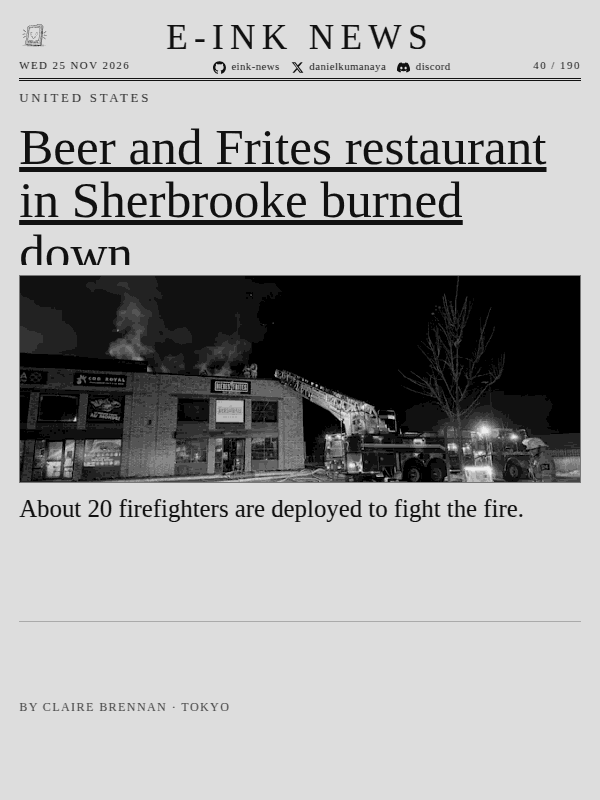 E-INK NEWS
WED 25 NOV 2026
eink-news danielkumanaya discord
40 / 190
UNITED STATES
Beer and Frites restaurant
in Sherbrooke burned
down
About 20 firefighters are deployed to fight the fire.
BY CLAIRE BRENNAN · TOKYO